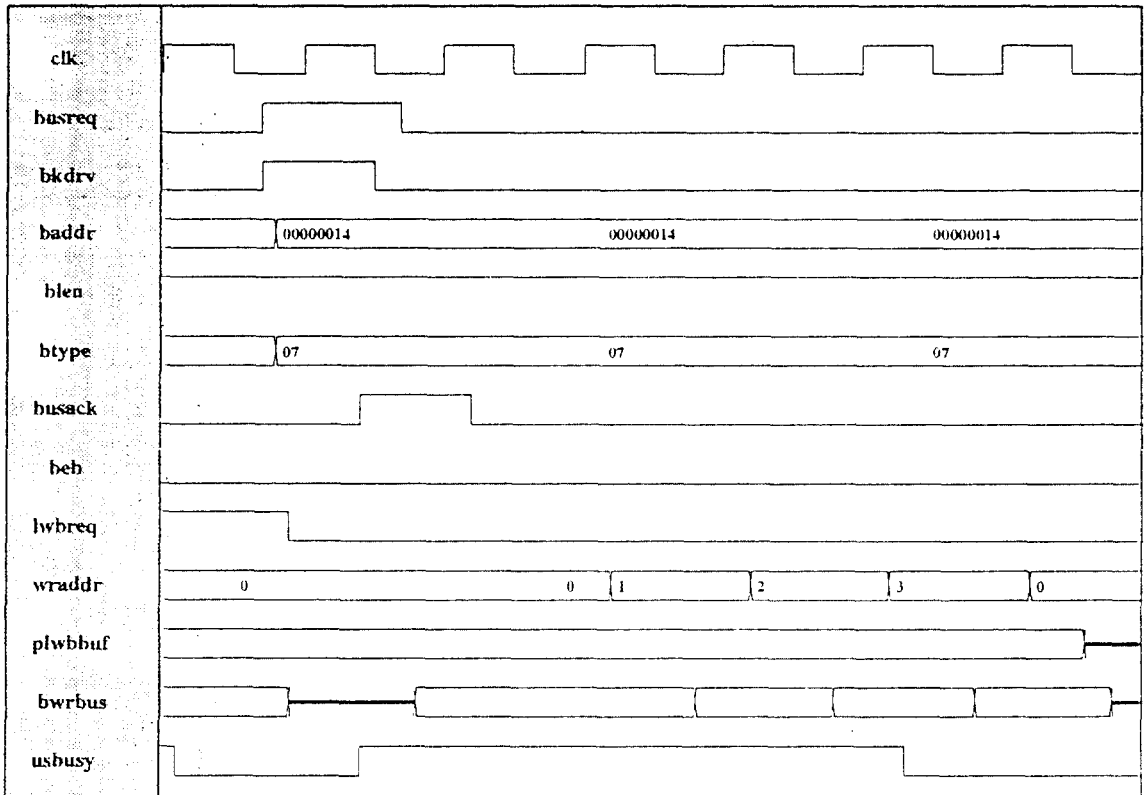 clk
busreq
bkdrv
baddr 00000014 00000014 00000014
blen
btype 07 07 07
busack
beb
lwbreq
wraddr 0 0 1 2 3 0
plwbbuf
bwrbus
usbusy